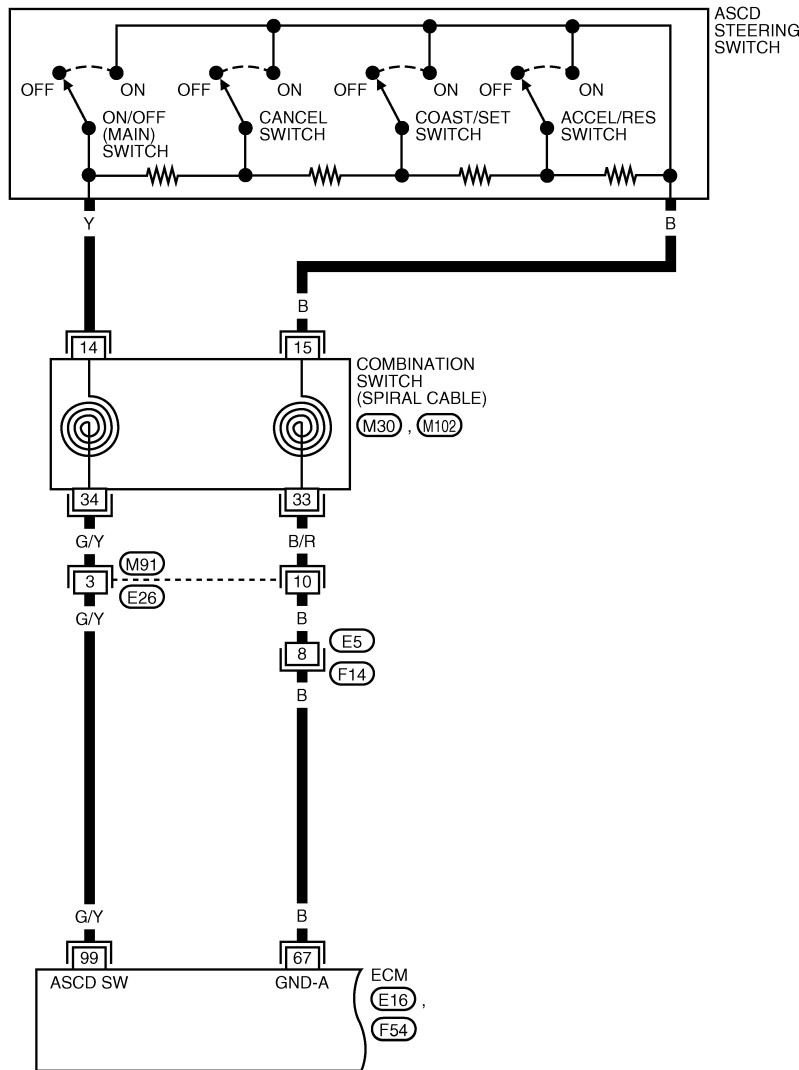 ASCD
STEERING
SWITCH
OFF ON OFF ON OFF ON OFF ON
ON/OFF
(MAIN)
SWITCH
CANCEL
SWITCH
COAST/SET
SWITCH
ACCEL/RES
SWITCH
Y B
B
14 15
COMBINATION
SWITCH
(SPIRAL CABLE)
M30 , M102
34 33
G/Y B/R
M91
3 10
E26
G/Y B
8
E5
F14
B
G/Y B
99 67
ASCD SW GND-A
ECM
E16 ,
F54